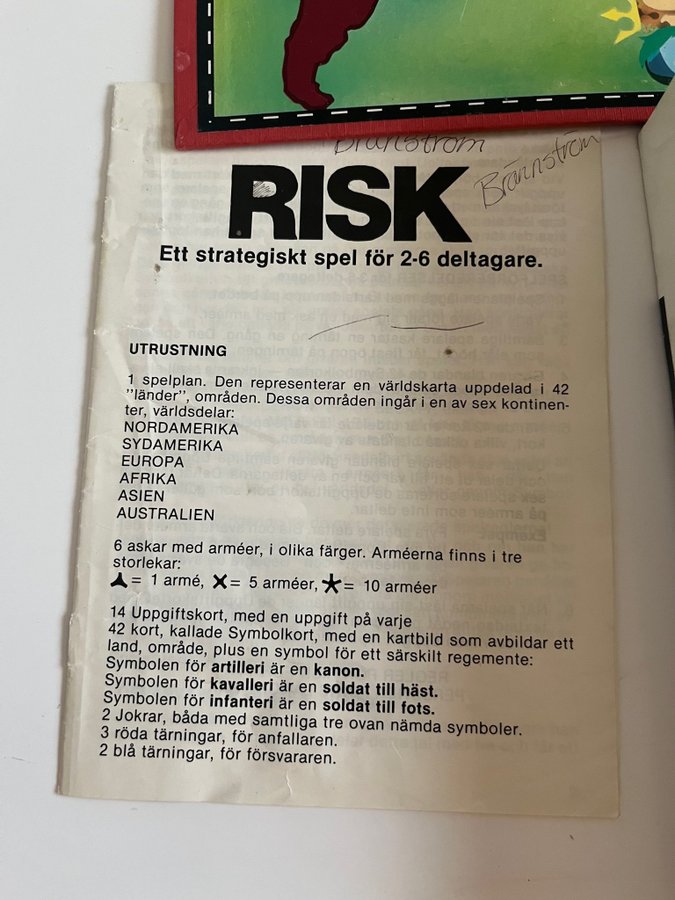 Brännström
Brännström
RISK
Ett strategiskt spel för 2-6 deltagare.
UTRUSTNING
1 spelplan. Den representerar en världskarta uppdelad i 42
"länder", områden. Dessa områden ingår i en av sex kontinen-
ter, världsdelar:
NORDAMERIKA
SYDAMERIKA
EUROPA
AFRIKA
ASIEN
AUSTRALIEN
6 askar med arméer, i olika färger. Arméerna finns i tre
storlekar:
= 1 armé, = 5 arméer, = 10 arméer
14 Uppgiftskort, med en uppgift på varje
42 kort, kallade Symbolkort, med en kartbild som avbildar ett
land, område, plus en symbol för ett särskilt regemente:
Symbolen för artilleri är en kanon.
Symbolen för kavalleri är en soldat till häst.
Symbolen för infanteri är en soldat till fots.
2 Jokrar, båda med samtliga tre ovan nämda symboler.
3 röda tärningar, för anfallaren.
2 blå tärningar, för försvararen.